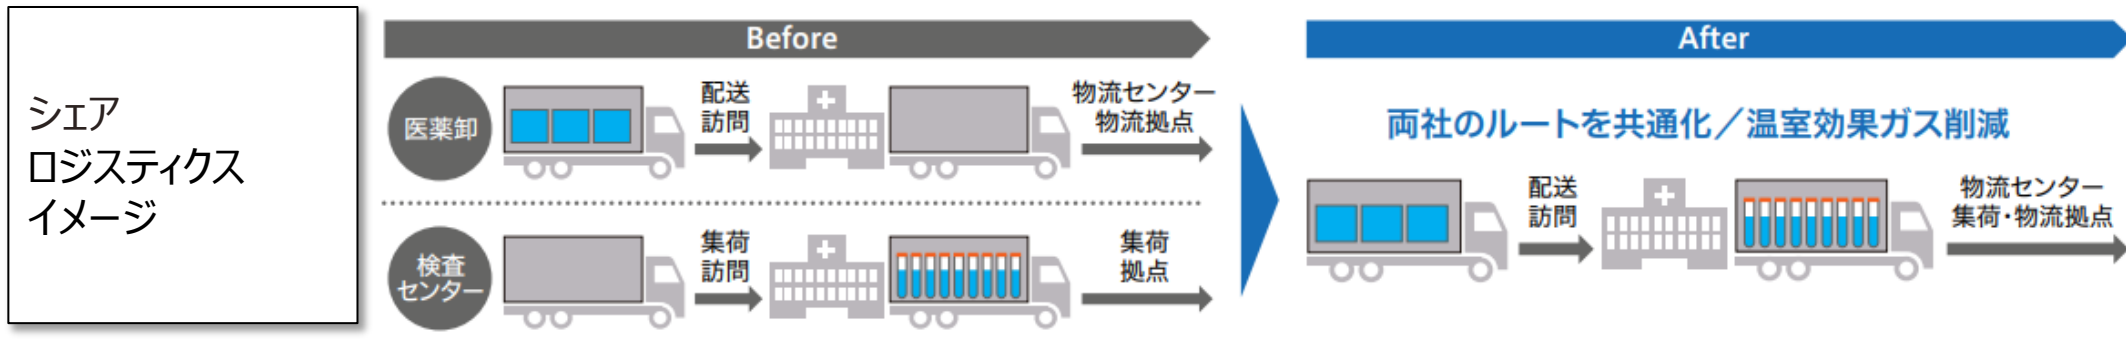 シェア
ロジスティクス
イメージ
Before
医薬卸
配送
訪問
物流センター
物流拠点
検査
センター
集荷
訪問
集荷
拠点
After
両社のルートを共通化／温室効果ガス削減
配送
訪問
物流センター
集荷・物流拠点